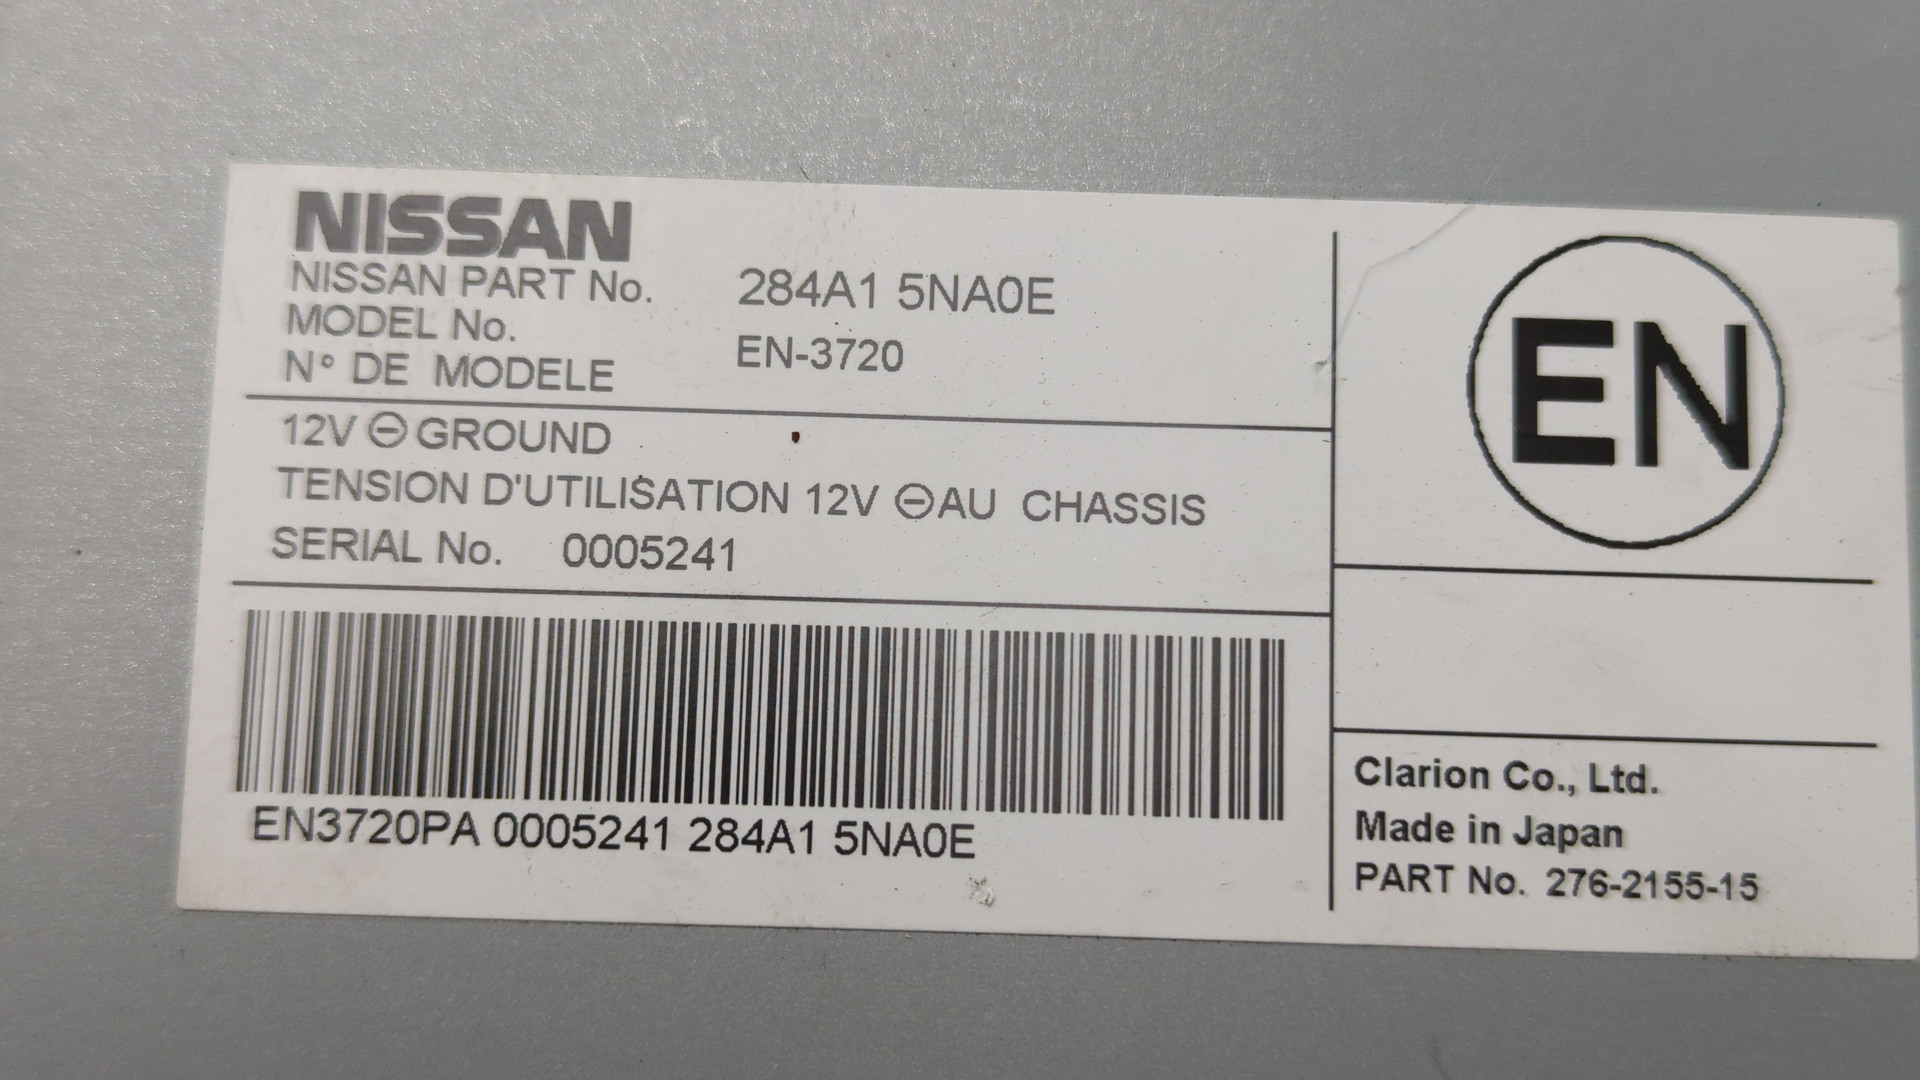 NISSAN
NISSAN PART No. 284A1 5NA0E
MODEL No.
N° DE MODELE EN-3720
12V ⊖ GROUND
TENSION D'UTILISATION 12V ⊖ AU CHASSIS
SERIAL No. 0005241
EN3720PA 0005241 284A1 5NA0E
EN
Clarion Co., Ltd.
Made in Japan
PART No. 276-2155-15